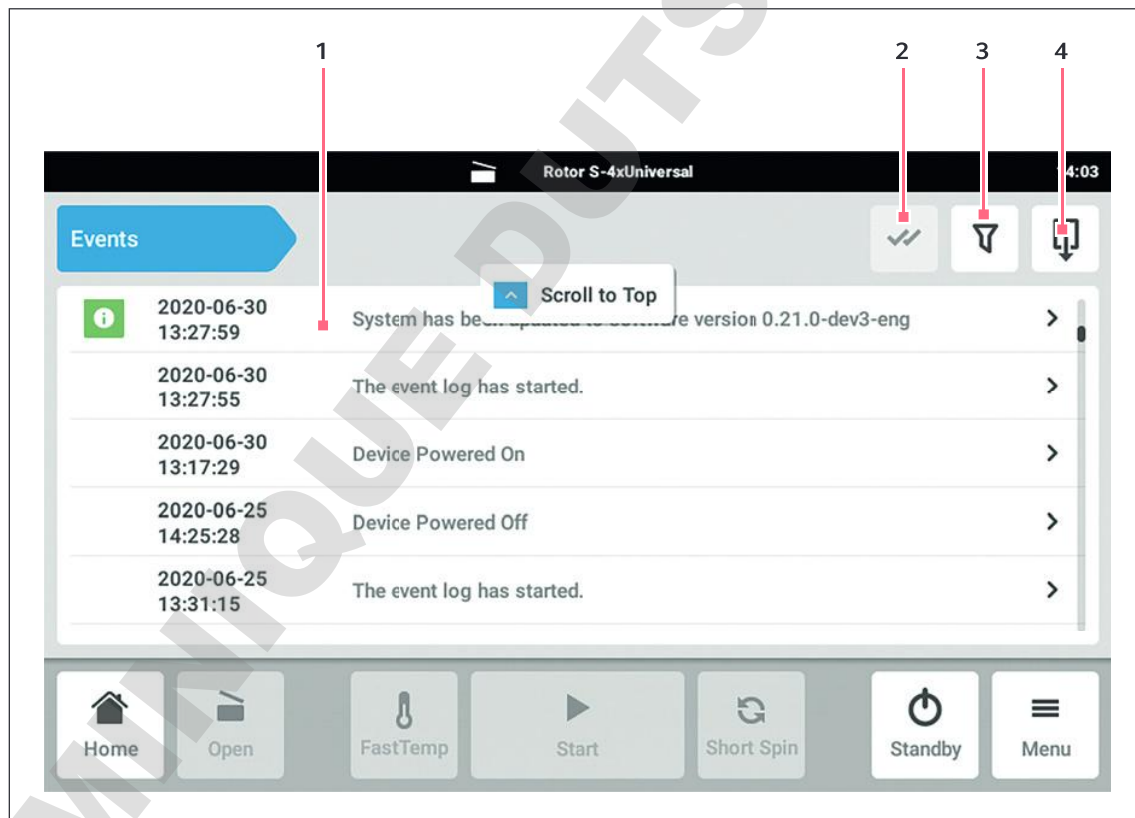 1 2 3 4
Rotor S-4xUniversal
4:03
Events
Scroll to Top
2020-06-30
13:27:59
System has been updated to software version 0.21.0-dev3-eng
2020-06-30
13:27:55
The event log has started.
2020-06-30
13:17:29
Device Powered On
2020-06-25
14:25:28
Device Powered Off
2020-06-25
13:31:15
The event log has started.
Home Open FastTemp Start Short Spin Standby Menu
MINIQUE DUTS